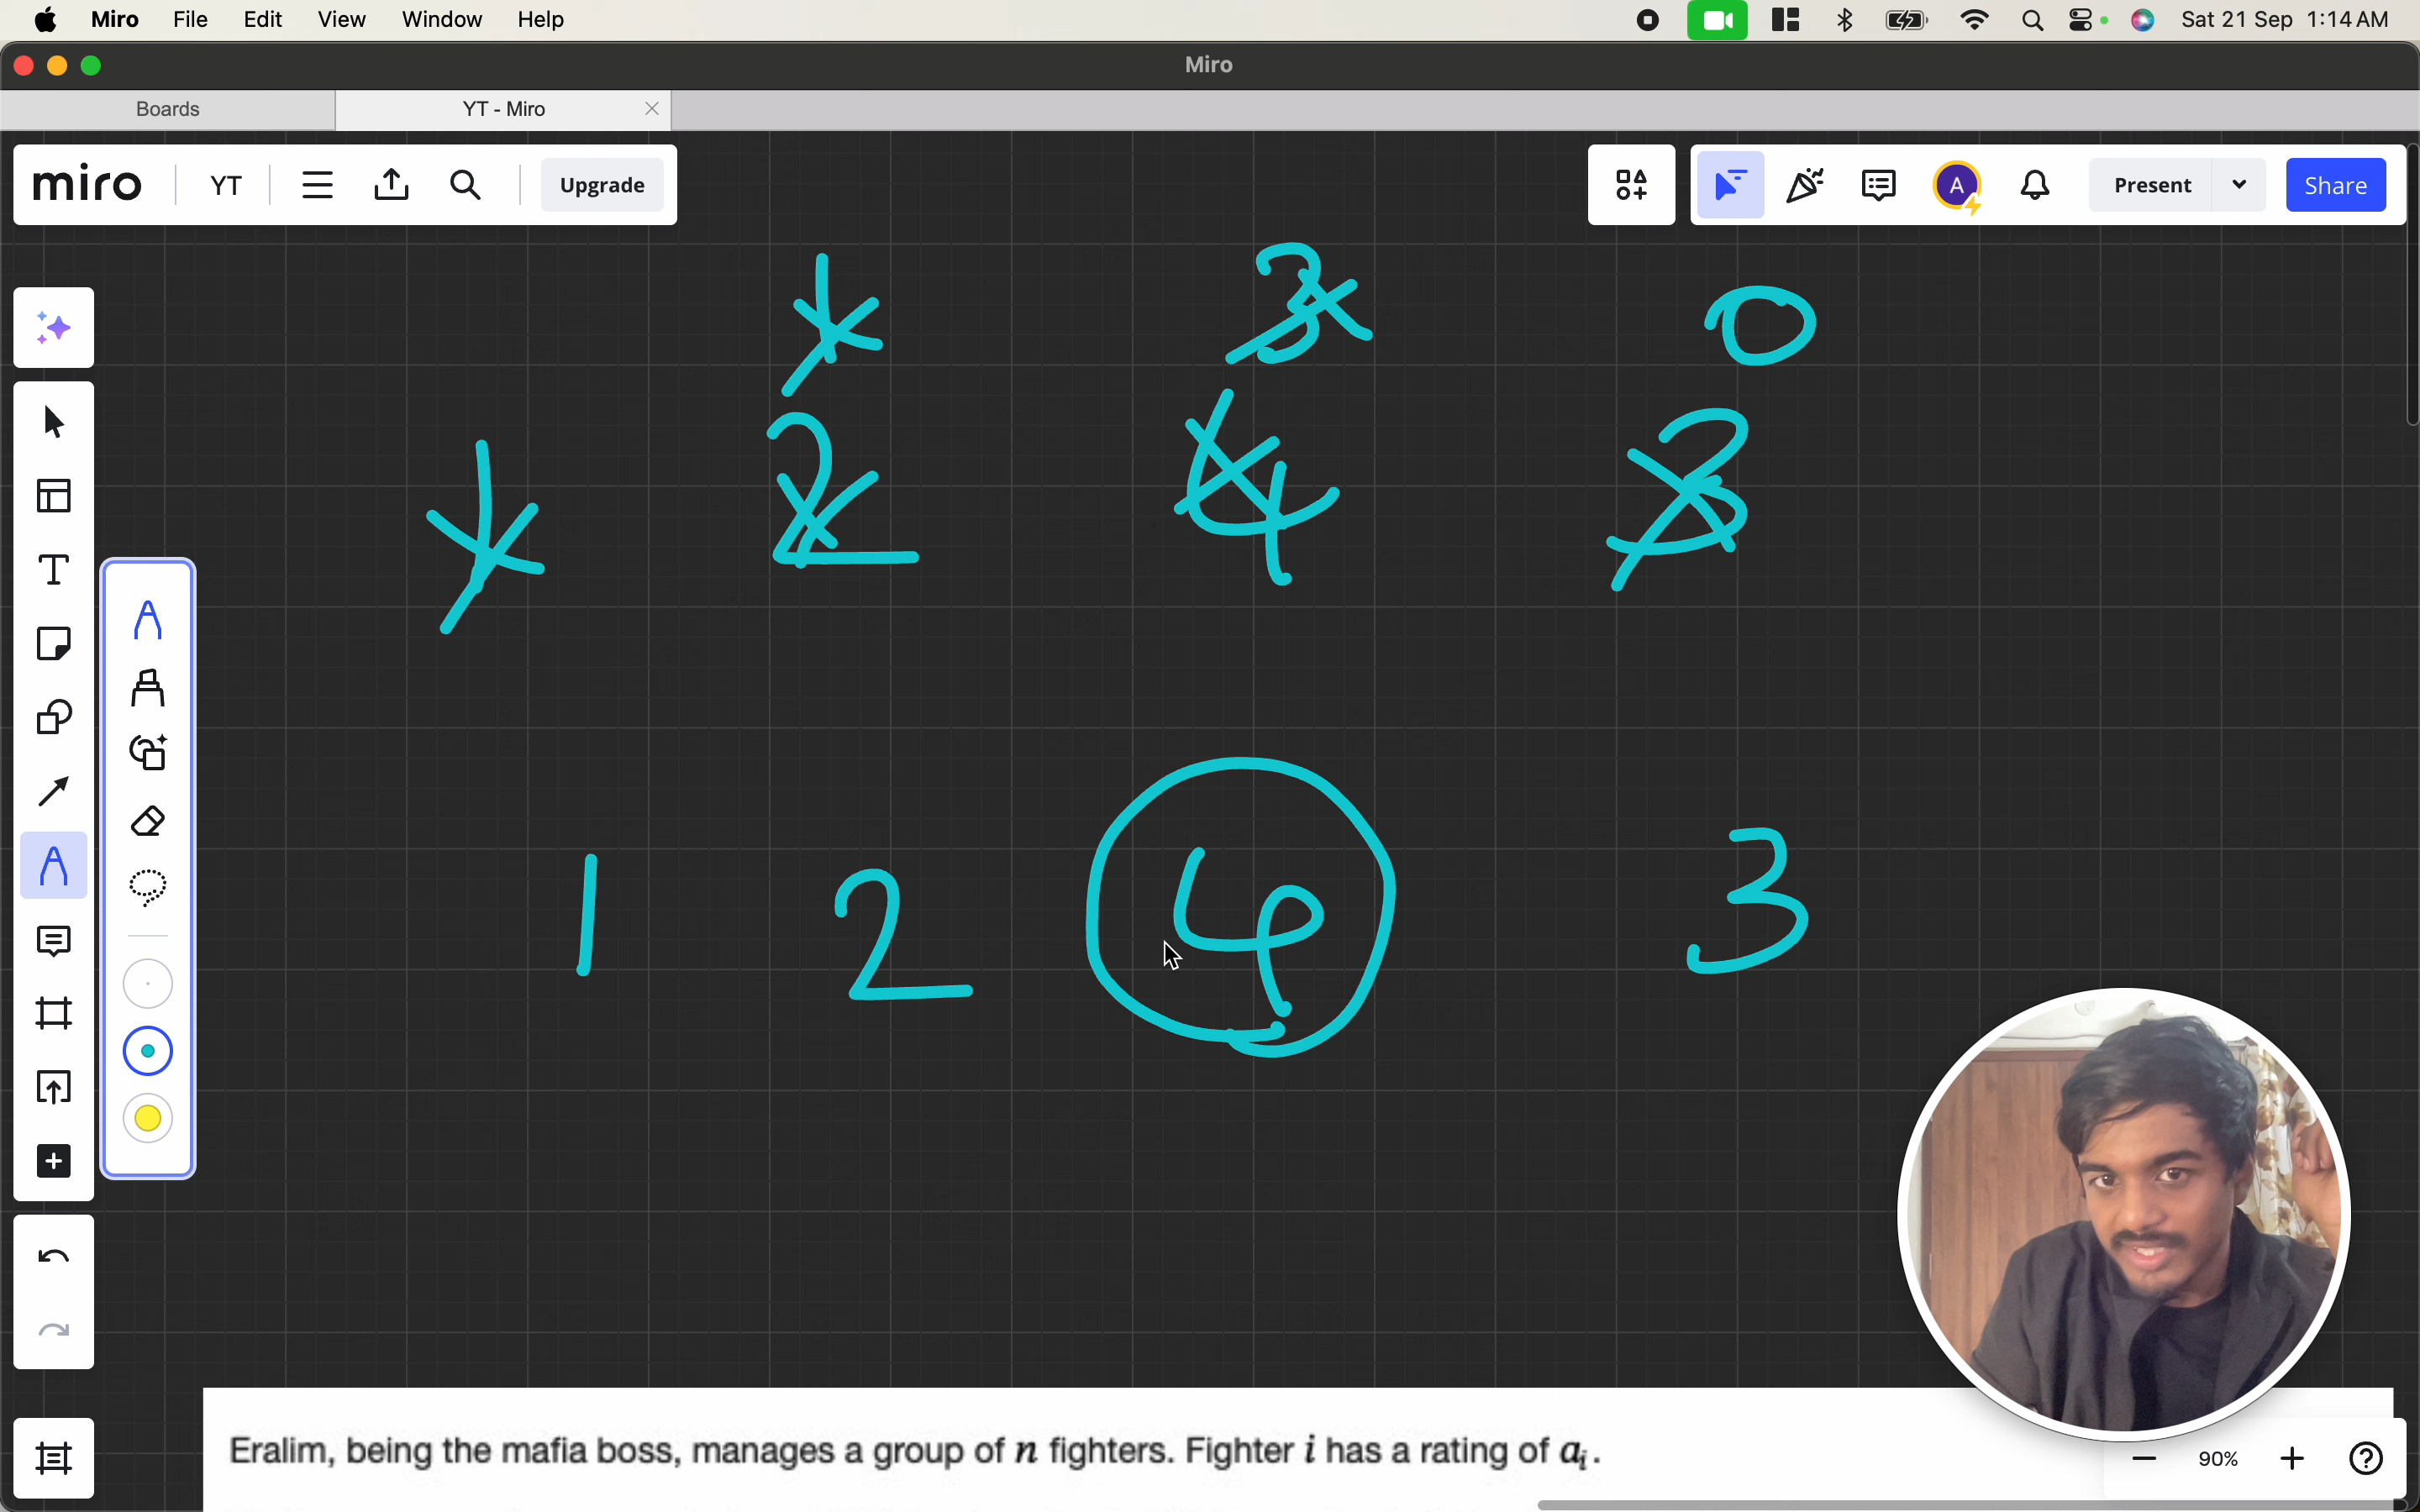 Miro File Edit View Window Help Sat 21 Sep 1:14 AM
Miro
Boards YT - Miro
miro YT Upgrade A Present Share
3 0
2 4 3
1 2 4 3
Eralim, being the mafia boss, manages a group of n fighters. Fighter i has a rating of aᵢ.
90%